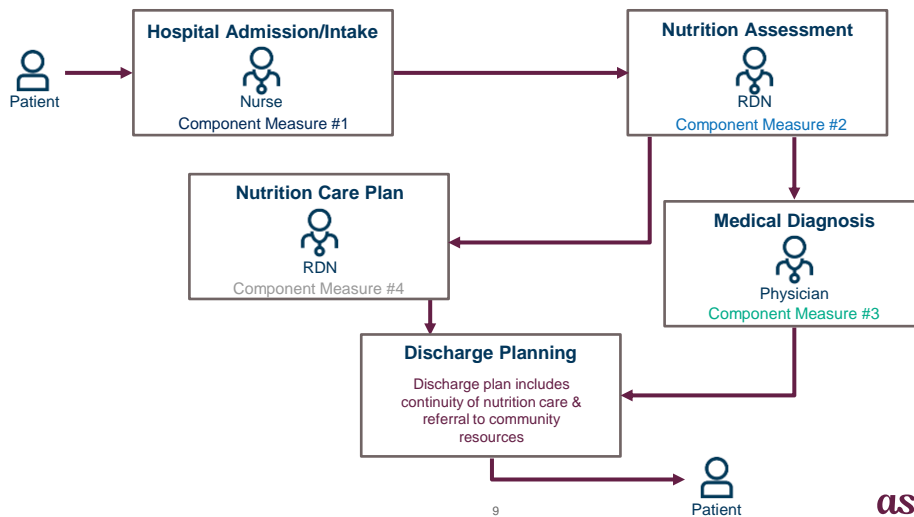 Hospital Admission/Intake
Nurse
Component Measure #1
Patient
Nutrition Assessment
RDN
Component Measure #2
Nutrition Care Plan
RDN
Component Measure #4
Medical Diagnosis
Physician
Component Measure #3
Discharge Planning
Discharge plan includes
continuity of nutrition care &
referral to community
resources
Patient
9
as